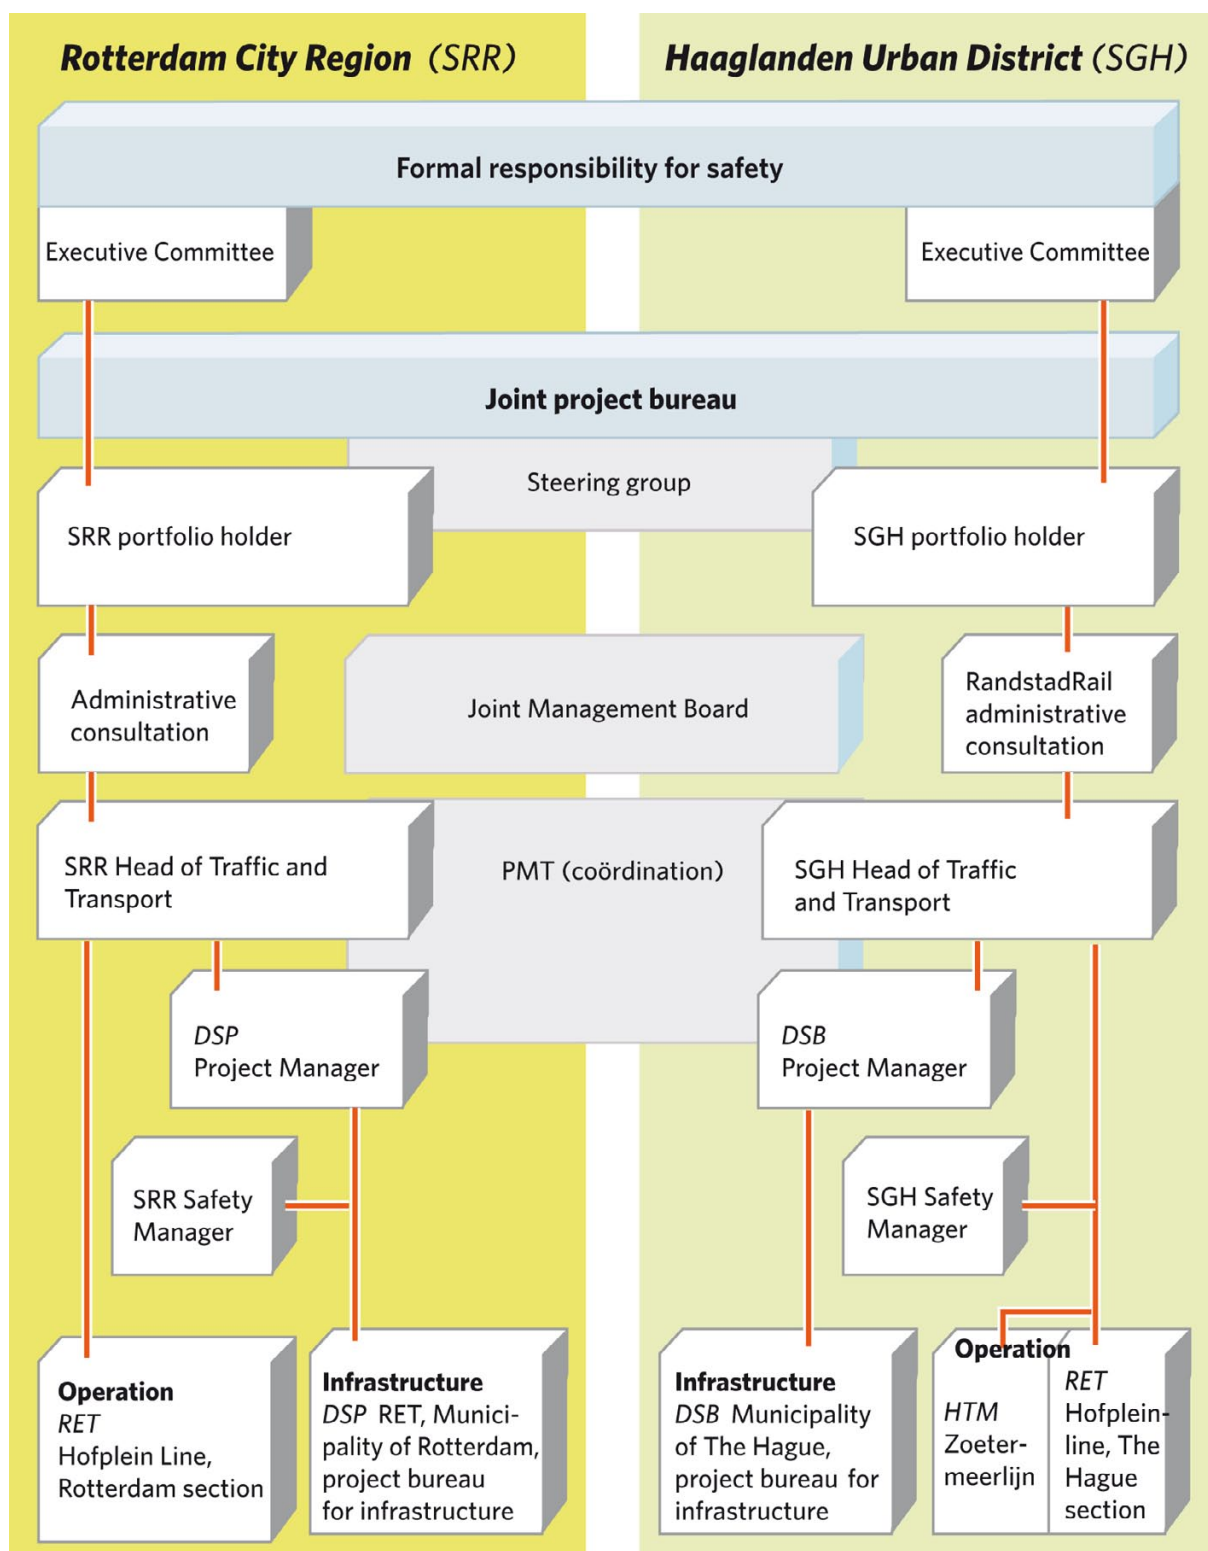 Rotterdam City Region (SRR)
Haaglanden Urban District (SGH)
Formal responsibility for safety
Executive Committee
Executive Committee
Joint project bureau
Steering group
SRR portfolio holder
SGH portfolio holder
Administrative
consultation
Joint Management Board
RandstadRail
administrative
consultation
SRR Head of Traffic and
Transport
PMT (coördination)
SGH Head of Traffic
and Transport
DSP
Project Manager
DSB
Project Manager
SRR Safety
Manager
SGH Safety
Manager
Operation
RET
Hofplein Line,
Rotterdam section
Infrastructure
DSP RET, Munici-
pality of Rotterdam,
project bureau
for infrastructure
Infrastructure
DSB Municipality
of The Hague,
project bureau for
infrastructure
Operation
HTM
Zoeter-
meerlijn
RET
Hofplein-
line, The
Hague
section